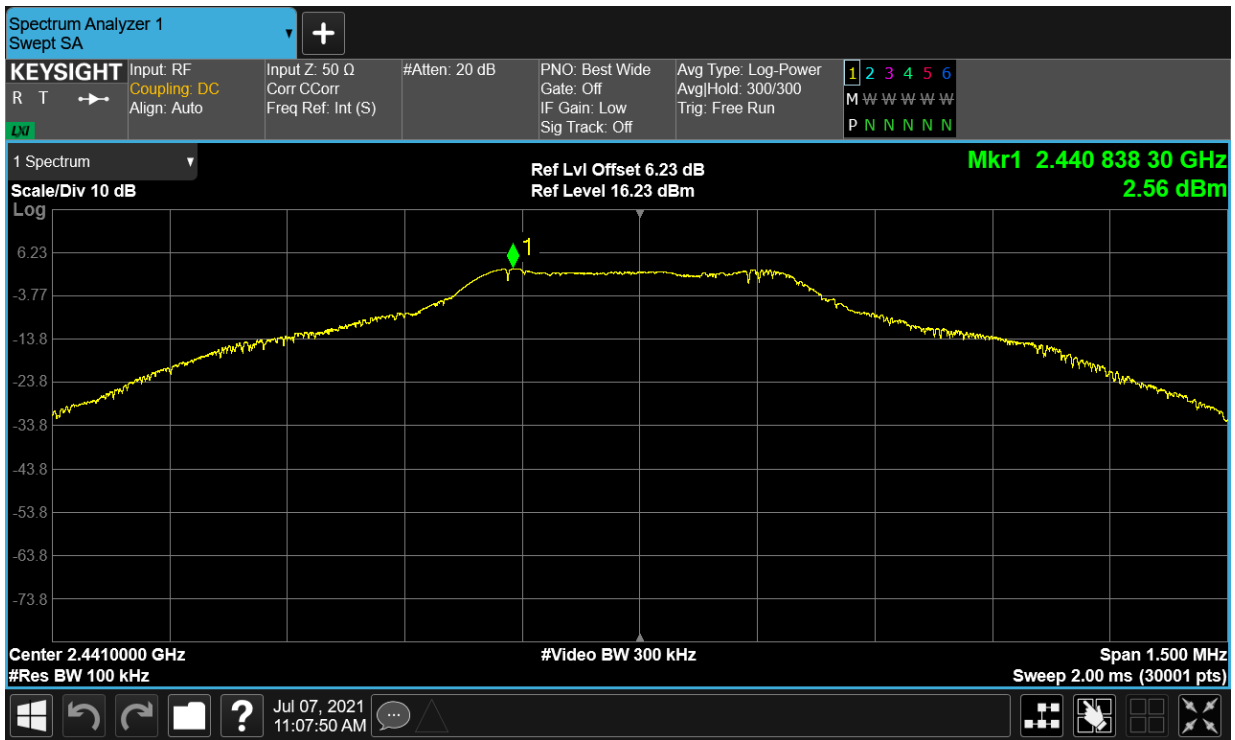 Spectrum Analyzer 1
Swept SA
KEYSIGHT
R T
LXI
Input: RF
Coupling: DC
Align: Auto
Input Z: 50 Ω
Corr CCorr
Freq Ref: Int (S)
#Atten: 20 dB
PNO: Best Wide
Gate: Off
IF Gain: Low
Sig Track: Off
Avg Type: Log-Power
Avg|Hold: 300/300
Trig: Free Run
1 2 3 4 5 6
M W W W W W
P N N N N N
1 Spectrum
Scale/Div 10 dB
Log
Ref Lvl Offset 6.23 dB
Ref Level 16.23 dBm
Mkr1 2.440 838 30 GHz
2.56 dBm
1
6.23
-3.77
-13.8
-23.8
-33.8
-43.8
-53.8
-63.8
-73.8
Center 2.4410000 GHz
#Res BW 100 kHz
#Video BW 300 kHz
Span 1.500 MHz
Sweep 2.00 ms (30001 pts)
?
Jul 07, 2021
11:07:50 AM